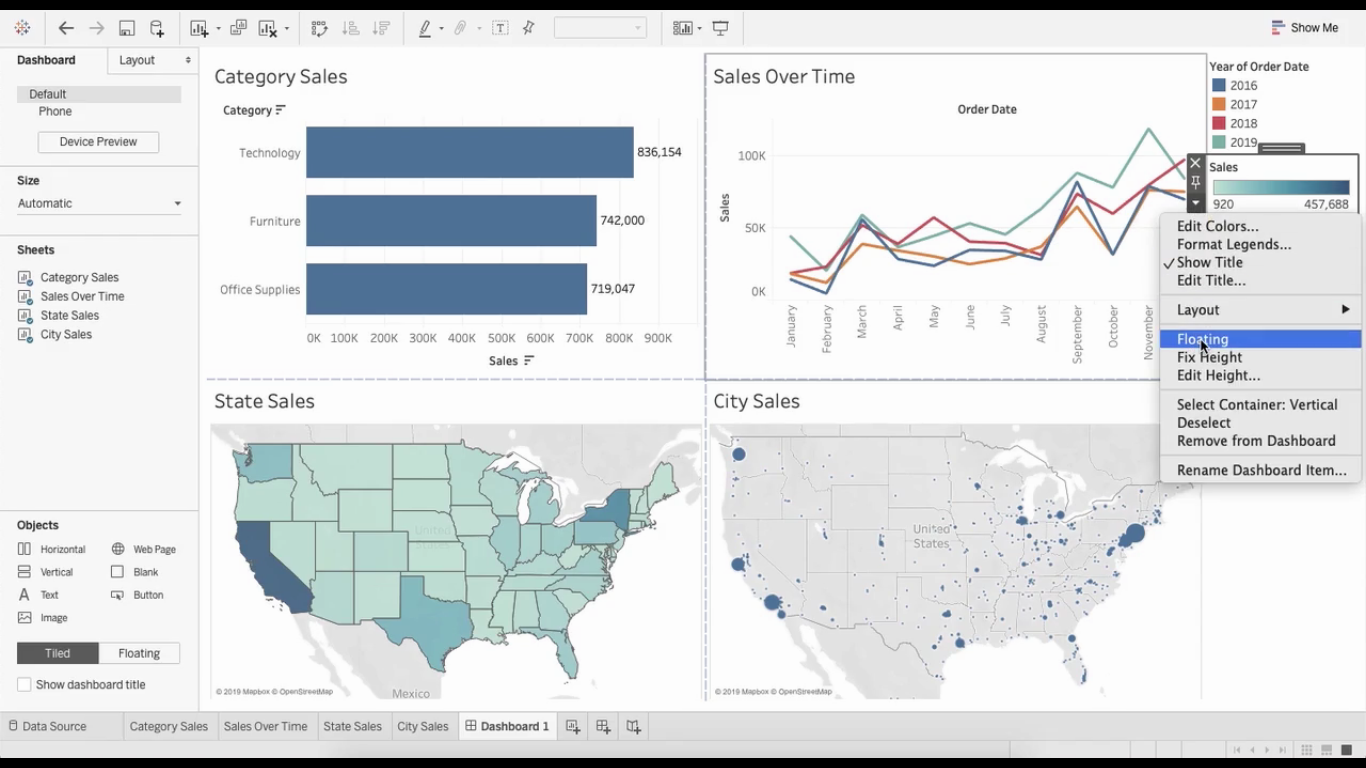 Show Me
Dashboard
Layout
Default
Phone
Device Preview
Size
Automatic
Sheets
Category Sales
Sales Over Time
State Sales
City Sales
Objects
Horizontal
Web Page
Vertical
Blank
A Text
Button
Image
Tiled
Floating
Show dashboard title
Category Sales
Category
Technology
836,154
Furniture
742,000
Office Supplies
719,047
0K 100K 200K 300K 400K 500K 600K 700K 800K 900K
Sales
Sales Over Time
Order Date
Sales
100K
50K
0K
January
February
March
April
May
June
July
August
September
October
November
Year of Order Date
2016
2017
2018
2019
Sales
920 457,688
Edit Colors...
Format Legends...
Show Title
Edit Title...
Layout
Floating
Fix Height
Edit Height...
Select Container: Vertical
Deselect
Remove from Dashboard
Rename Dashboard Item...
State Sales
United
States
Mexico
© 2019 Mapbox © OpenStreetMap
City Sales
United
States
© 2019 Mapbox © OpenStreetMap
Data Source
Category Sales
Sales Over Time
State Sales
City Sales
Dashboard 1